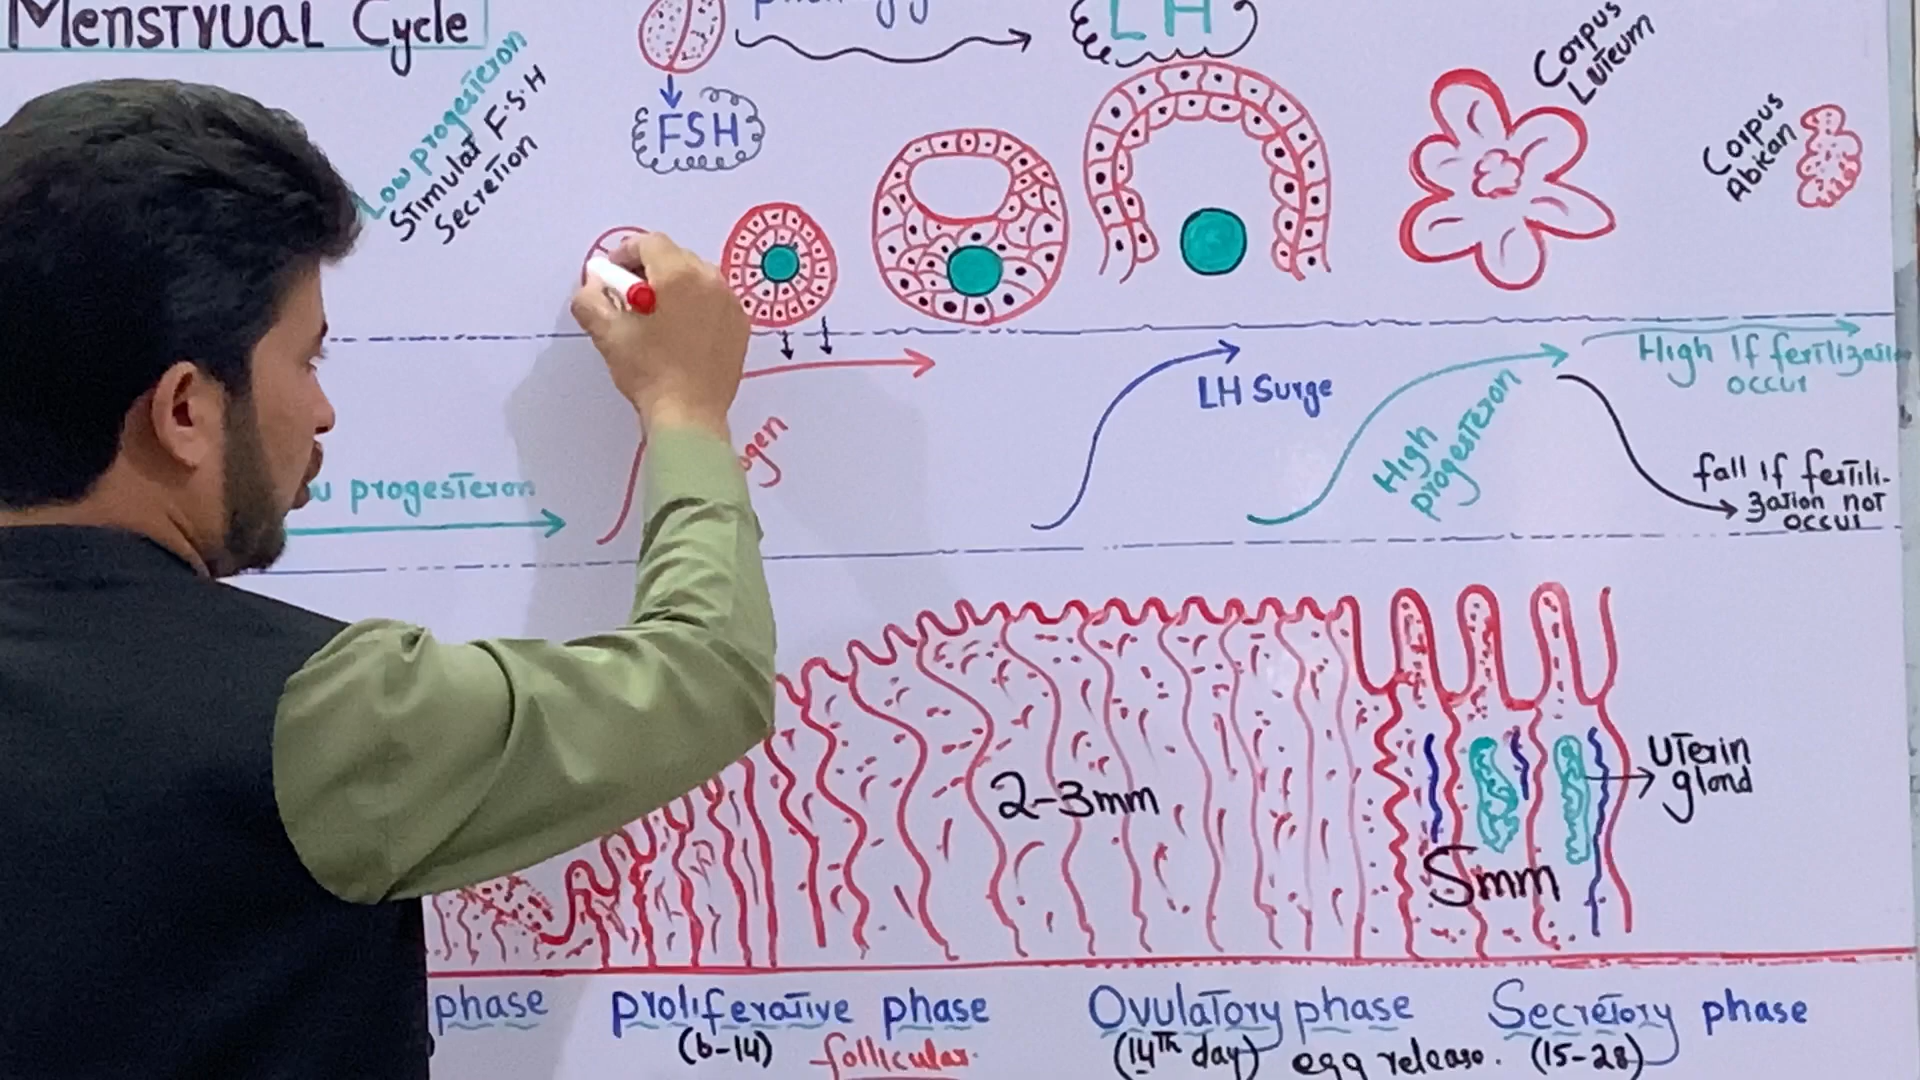 Menstrual Cycle
LH
Low progesteron
Stimulat F.S.H
Secretion
FSH
Corpus
Luteum
Corpus
Abican
LH Surge
High
progesteron
High If fertilizatio
occur
fall If fertili-
zation not
occur
progesteron
2-3mm
5mm
Uterin
gland
phase
Proliferative phase
Ovulatory phase
Secretory phase
(6-14) follicular
(14th day) egg release.
(15-28)